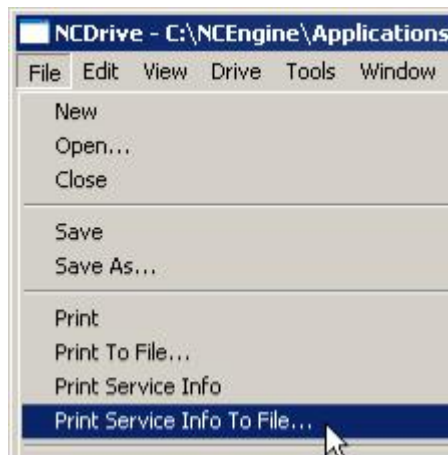 NCDrive - C:\NCEngine\Applications
File Edit View Drive Tools Window
New
Open...
Close
Save
Save As...
Print
Print To File...
Print Service Info
Print Service Info To File...